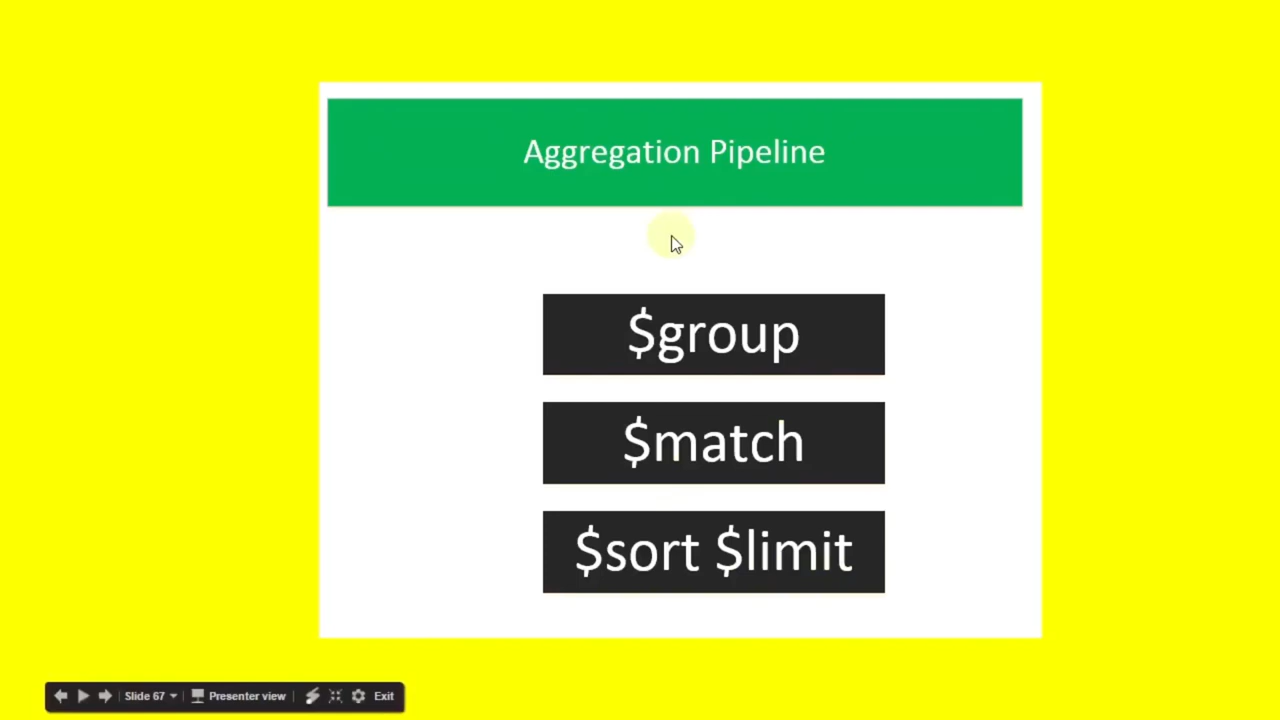 Aggregation Pipeline
$group
$match
$sort $limit
Slide 67
Presenter view
Exit